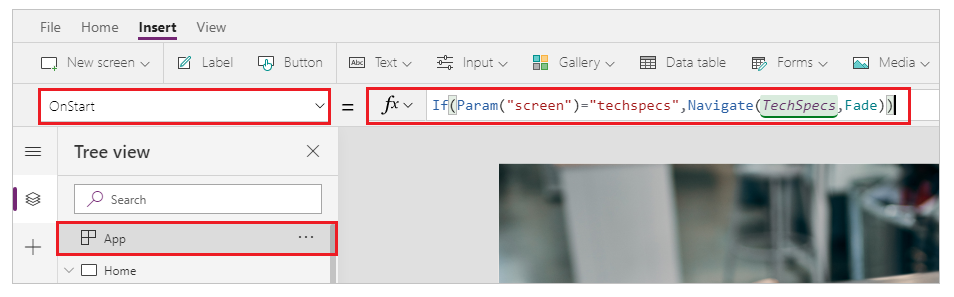 File Home Insert View
New screen Label Button Abc Text Input Gallery Data table Forms Media
OnStart = fx If(Param("screen")="techspecs",Navigate(TechSpecs,Fade))
Tree view
Search
App ...
Home